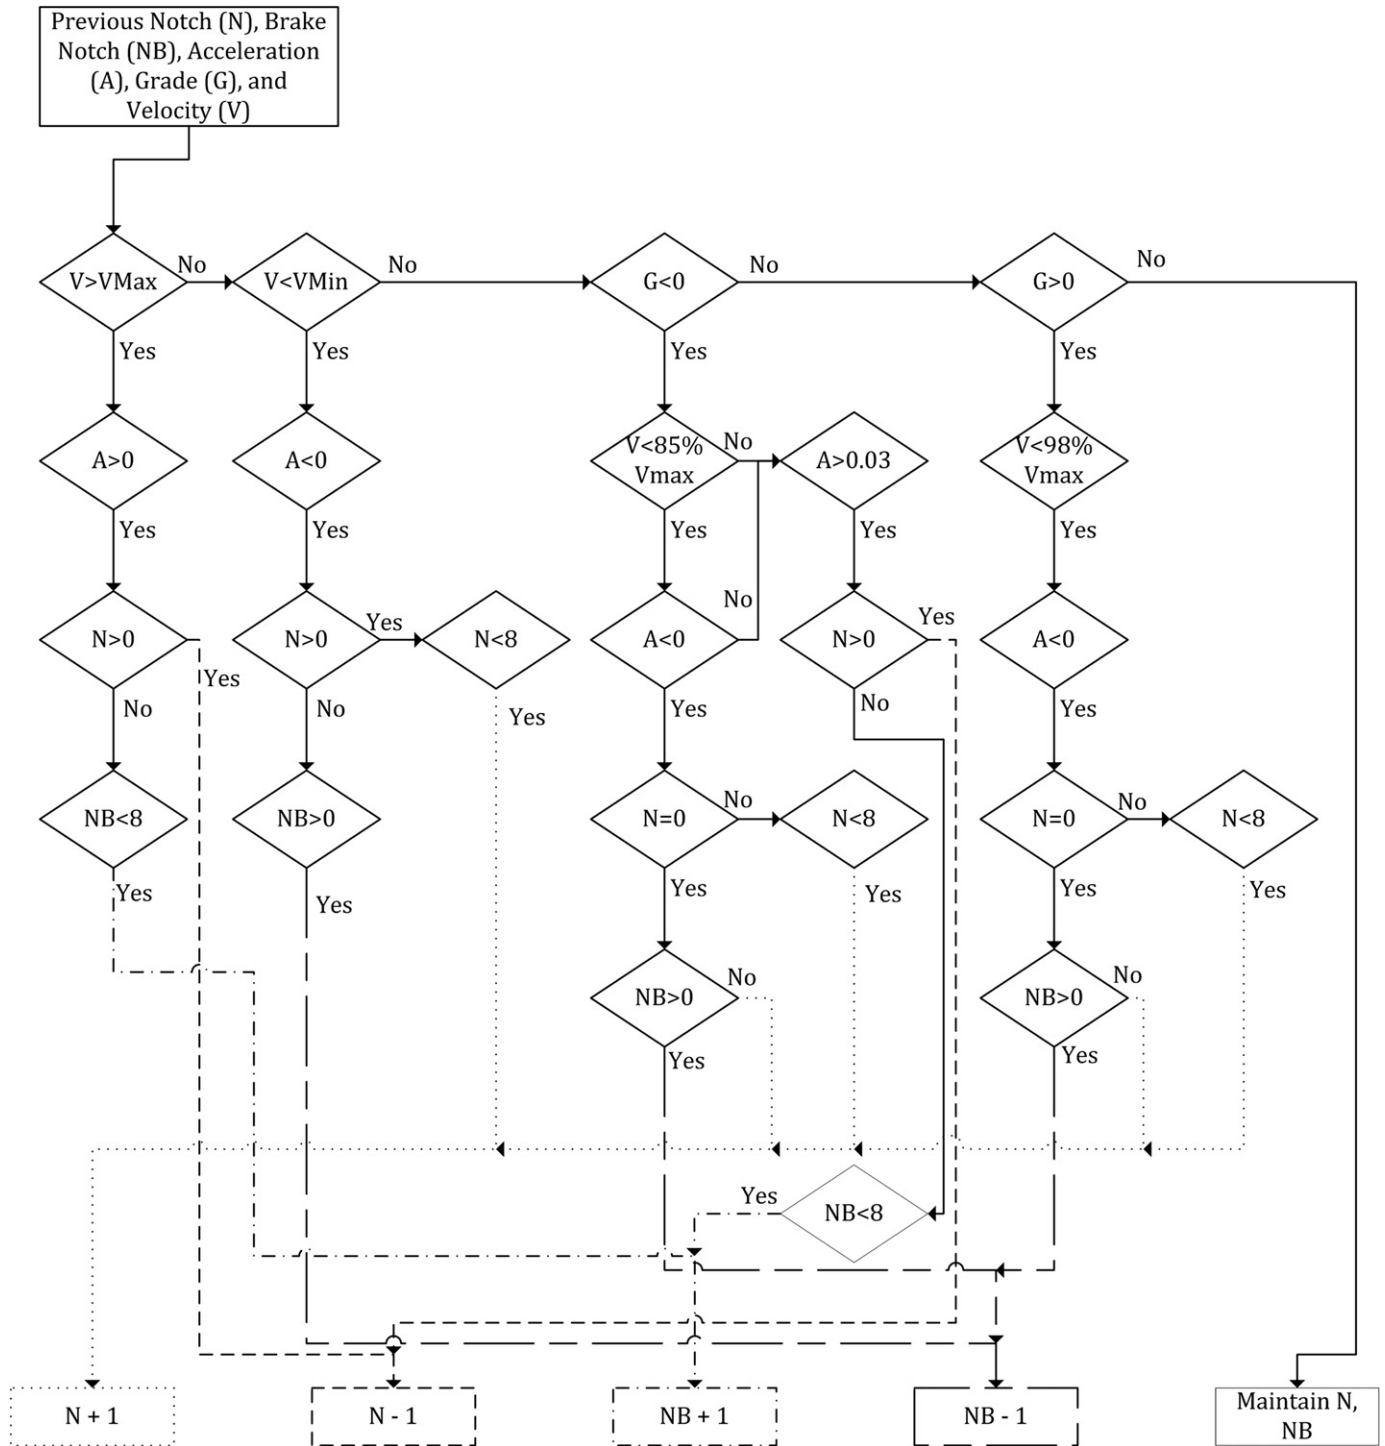 Previous Notch (N), Brake
Notch (NB), Acceleration
(A), Grade (G), and
Velocity (V)
V>VMax
No
V<VMin
No
G<0
No
G>0
No
Yes
Yes
Yes
Yes
A>0
A<0
V<85%
Vmax
No
A>0.03
V<98%
Vmax
Yes
Yes
Yes
Yes
Yes
N>0
Yes
N>0
Yes
N<8
A<0
No
N>0
Yes
A<0
No
No
Yes
Yes
No
Yes
NB<8
NB>0
N=0
No
N<8
N=0
No
N<8
Yes
Yes
Yes
Yes
Yes
Yes
NB>0
No
NB>0
No
Yes
Yes
Yes
NB<8
N + 1
N - 1
NB + 1
NB - 1
Maintain N,
NB